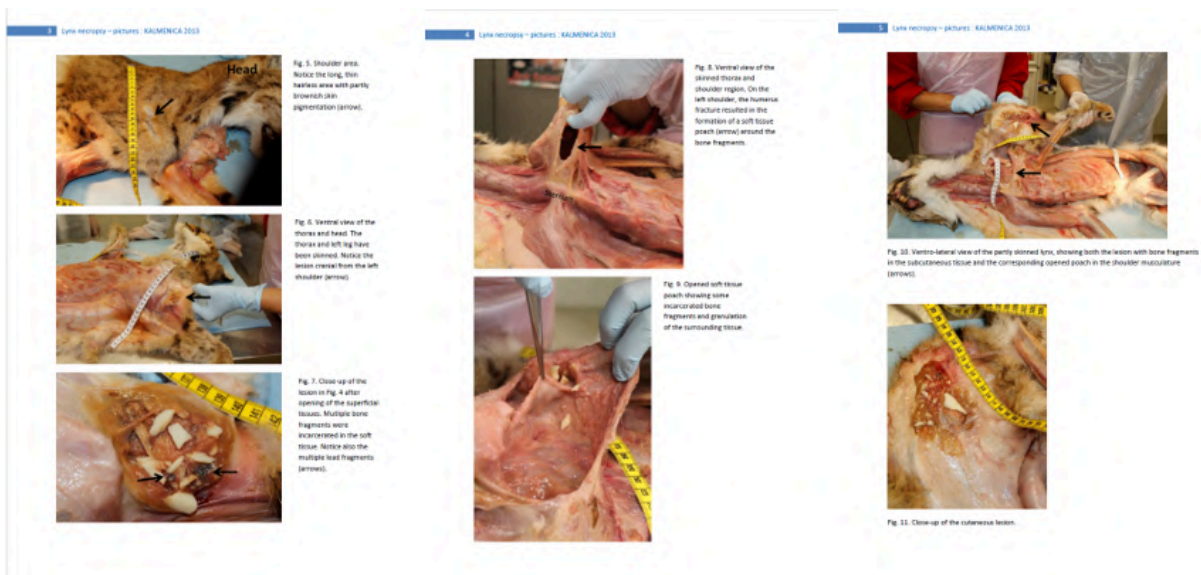 3 Lynx necropsy – pictures : KALMENICA 2013
Head
Fig. 5. Shoulder area.
Notice the long, thin
hairless area with partly
brownish skin
pigmentation (arrow).
Fig. 6. Ventral view of the
thorax and head. The
thorax and left leg have
been skinned. Notice the
lesion cranial from the left
shoulder (arrow).
Fig. 7. Close-up of the
lesion in Fig. 4 after
opening of the superficial
tissues. Multiple bone
fragments were
incarcerated in the soft
tissue. Notice also the
multiple lead fragments
(arrows).
4 Lynx necropsy – pictures : KALMENICA 2013
Fig. 8. Ventral view of the
skinned thorax and
shoulder region. On the
left shoulder, the humerus
fracture resulted in the
formation of a soft tissue
poach (arrow) around the
bone fragments.
Fig. 9. Opened soft tissue
poach showing some
incarcerated bone
fragments and granulation
of the surrounding tissue.
5 Lynx necropsy – pictures : KALMENICA 2013
Fig. 10. Ventro-lateral view of the partly skinned lynx, showing both the lesion with bone fragments
in the subcutaneous tissue and the corresponding opened poach in the shoulder musculature
(arrows).
Fig. 11. Close-up of the cutaneous lesion.